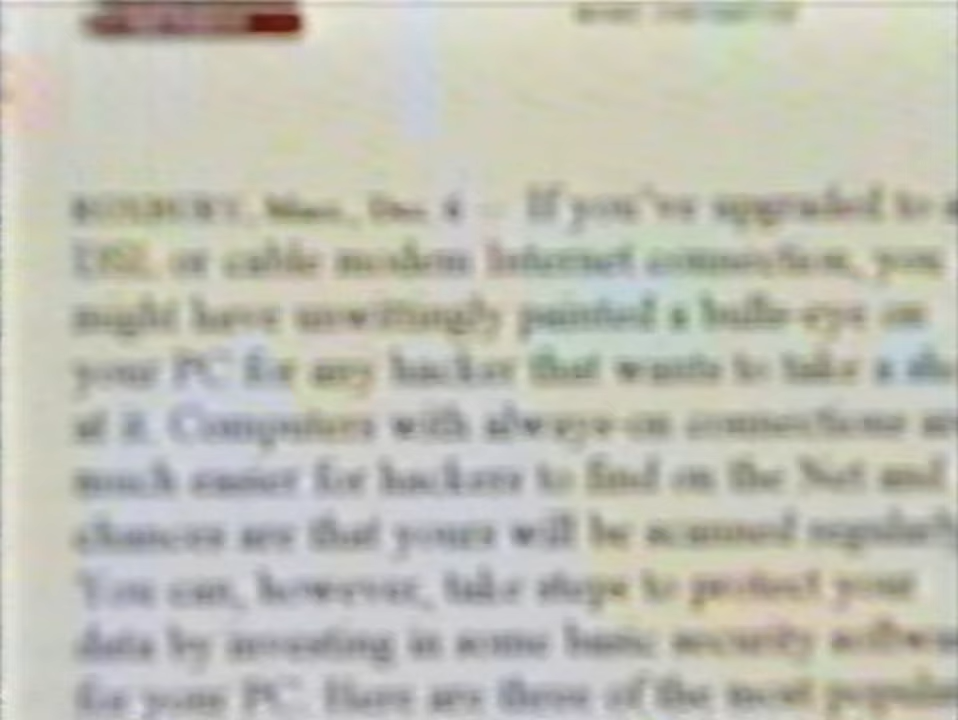 ROXBURY, Mass., Dec. 6 — If you've upgraded to a
DSL or cable modem Internet connection, you
might have unwittingly painted a bulls-eye on
your PC for any hacker that wants to take a
at it. Computers with always-on connections
much easier for hackers to find on the Net and
chances are that yours will be scanned regularly
You can, however, take steps to protect your
data by investing in some basic security
for your PC. Here are three of the most